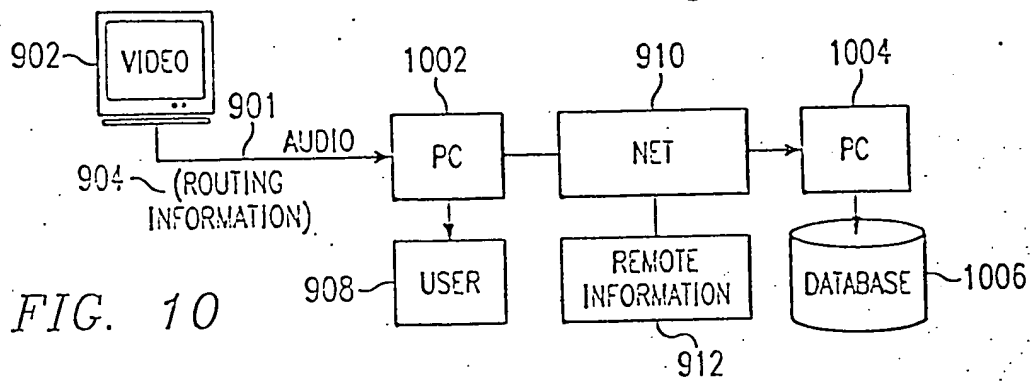 902
VIDEO
901
AUDIO
904
(ROUTING
INFORMATION)
1002
PC
908
USER
910
NET
REMOTE
INFORMATION
912
1004
PC
DATABASE
1006
FIG. 10